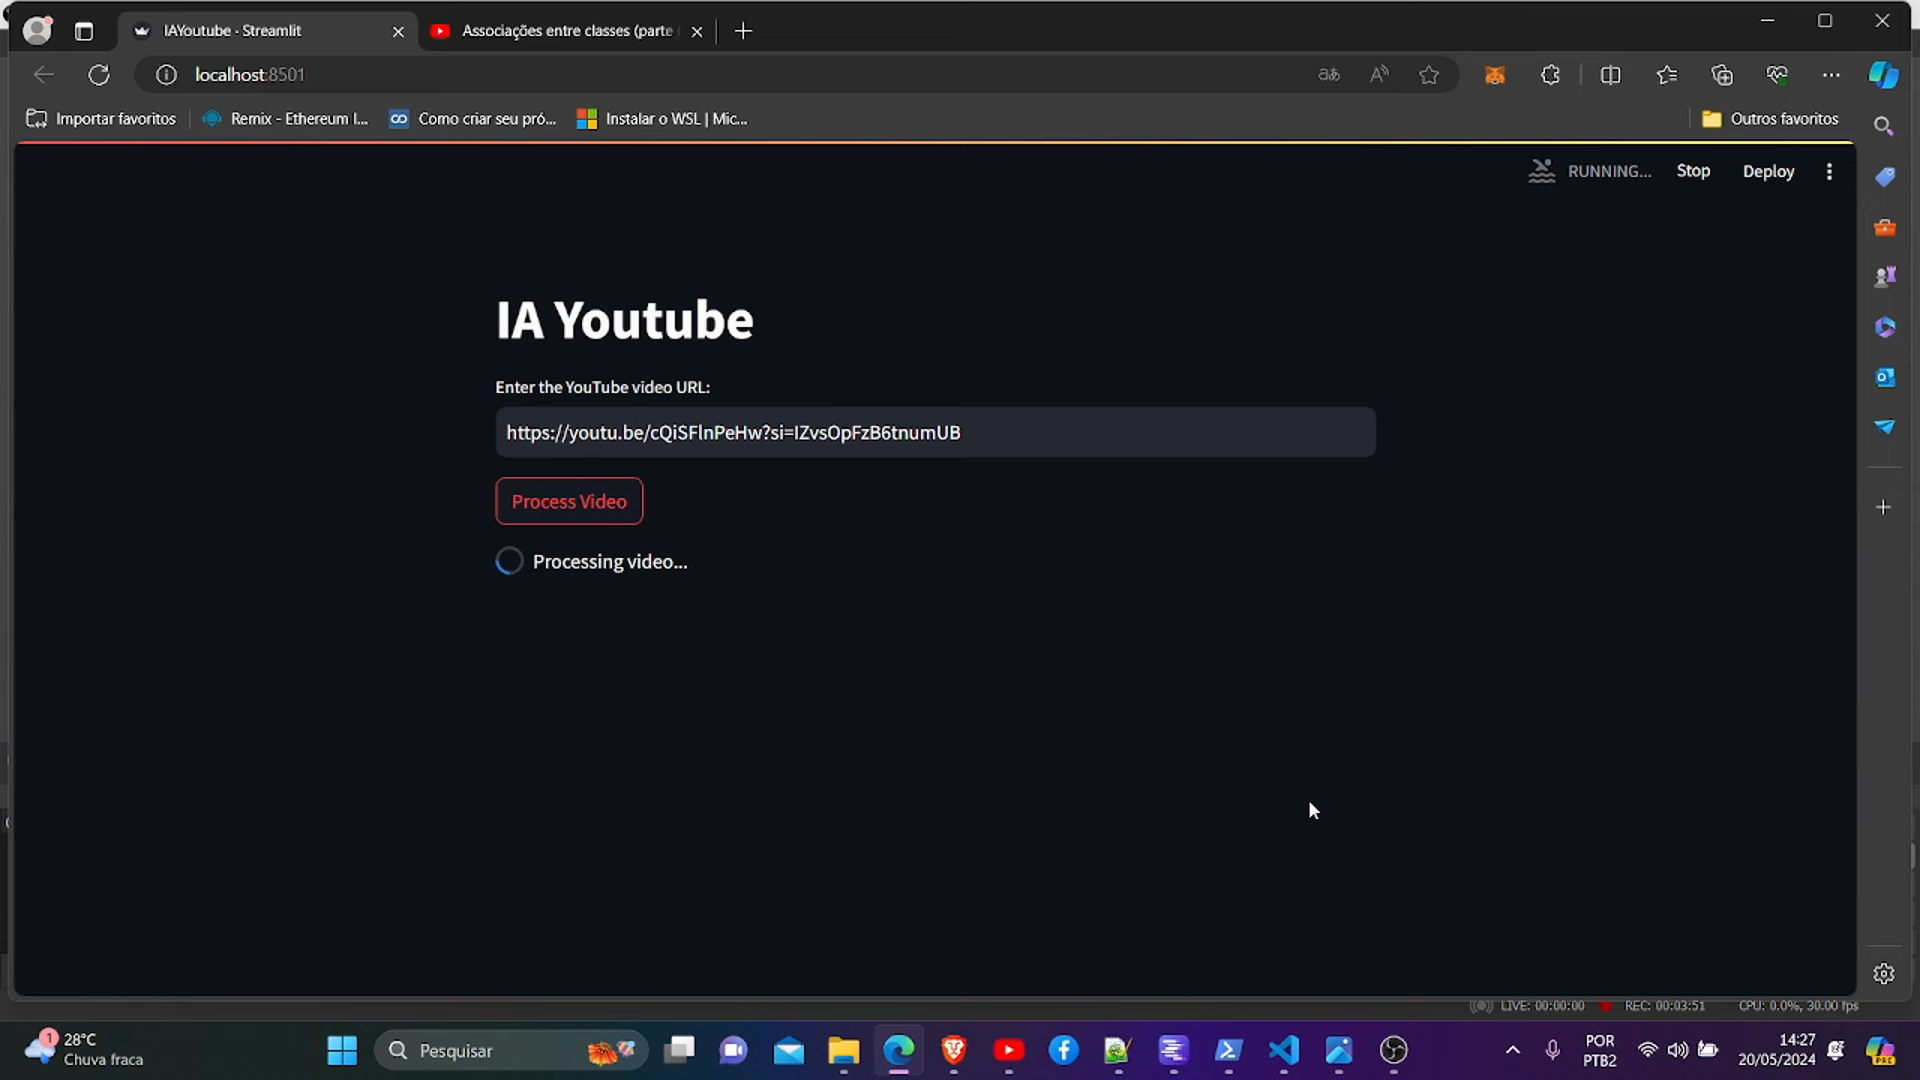 IAYoutube - Streamlit
Associações entre classes (parte
localhost:8501
Importar favoritos
Remix - Ethereum I...
Como criar seu pró...
Instalar o WSL | Mic...
Outros favoritos
RUNNING...
Stop
Deploy
IA Youtube
Enter the YouTube video URL:
https://youtu.be/cQiSFlnPeHw?si=IZvsOpFzB6tnumUB
Process Video
Processing video...
LIVE: 00:00:00
REC: 00:03:51
CPU: 0.0%, 30.00 fps
1
28°C
Chuva fraca
Pesquisar
POR
PTB2
14:27
20/05/2024
PRE